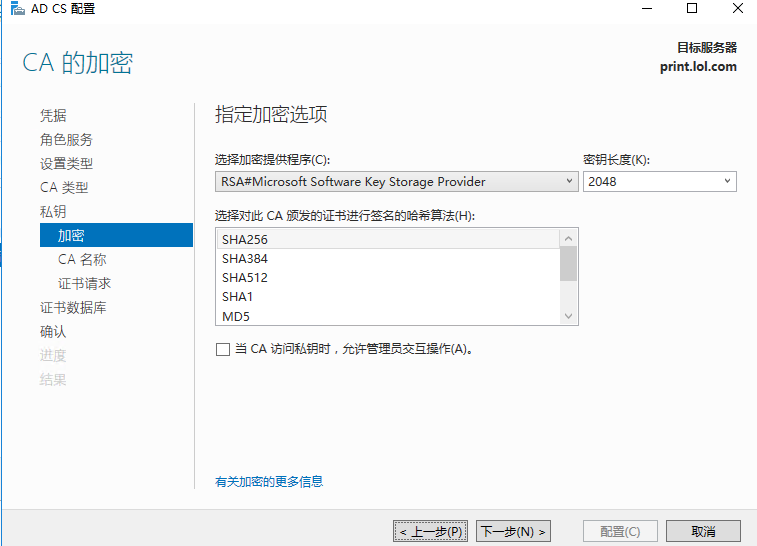 AD CS 配置
CA 的加密
目标服务器
print.lol.com
凭据
角色服务
设置类型
CA 类型
私钥
加密
CA 名称
证书请求
证书数据库
确认
进度
结果
指定加密选项
选择加密提供程序(C):
密钥长度(K):
RSA#Microsoft Software Key Storage Provider
2048
选择对此 CA 颁发的证书进行签名的哈希算法(H):
SHA256
SHA384
SHA512
SHA1
MD5
当 CA 访问私钥时，允许管理员交互操作(A)。
有关加密的更多信息
< 上一步(P)
下一步(N) >
配置(C)
取消